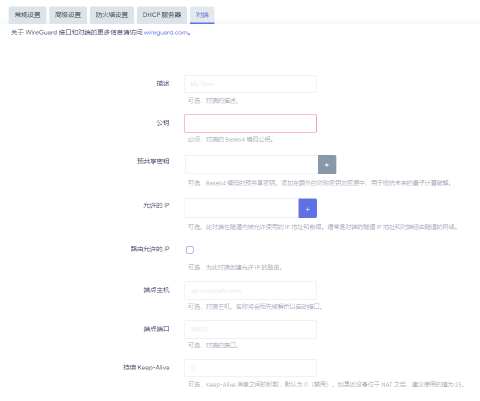 常规设置 高级设置 防火墙设置 DHCP 服务器 对端
关于 WireGuard 接口和对端的更多信息请访问 wireguard.com。
描述 My Peer
可选，对端的描述。
公钥
必须，对端的 Base64 编码公钥。
预共享密钥
可选，Base64 编码的预共享密钥。添加在额外的对称密钥加密层中，用于抵抗未来的量子计算破解。
允许的 IP +
可选。此对端在隧道内被允许使用的 IP 地址和前缀。通常是对端的隧道 IP 地址和对端经由隧道的网络。
路由允许的 IP
可选，为此对端创建允许 IP 的路由。
端点主机 vpn.example.com
可选，对端主机。名称将会预先被解析以启动接口。
端点端口 51820
可选，对端的端口。
持续 Keep-Alive 0
可选，Keep-Alive 消息之间的秒数，默认为 0（禁用）。如果此设备位于 NAT 之后，建议使用的值为 25。